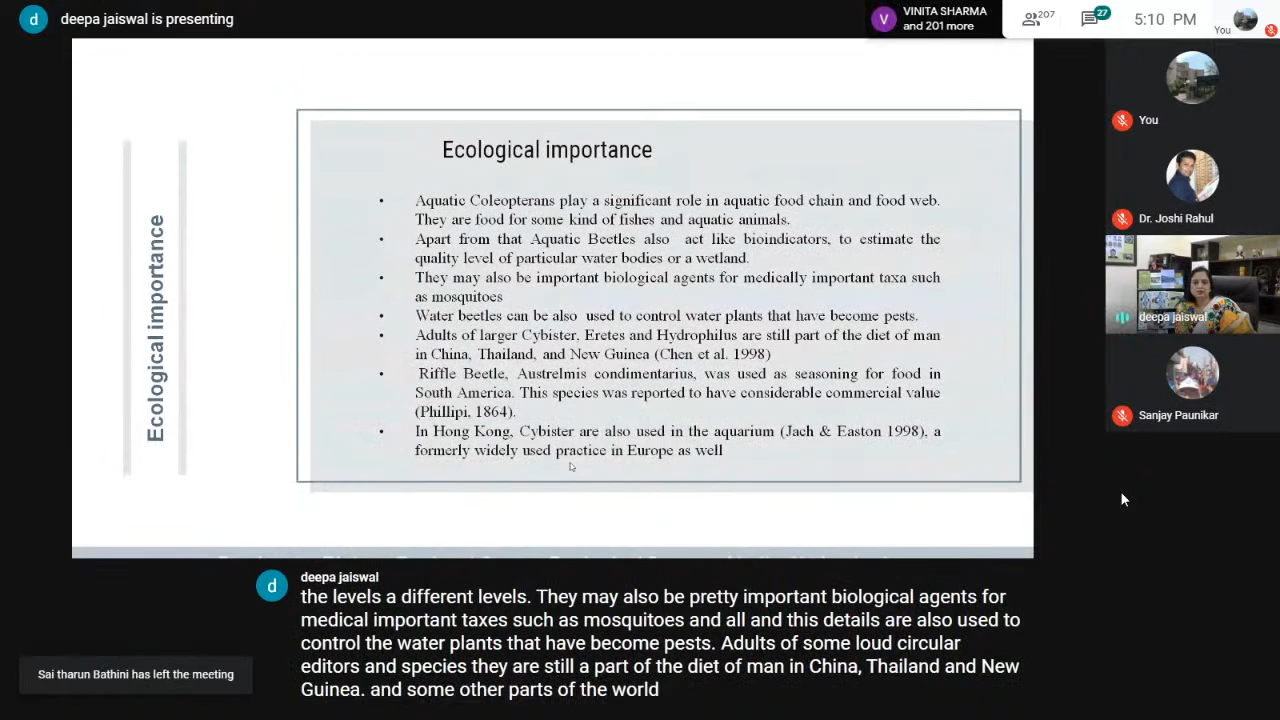 d deepa jaiswal is presenting
V VINITA SHARMA
and 201 more
207
27
5:10 PM
You
Ecological importance
Ecological importance
• Aquatic Coleopterans play a significant role in aquatic food chain and food web.
They are food for some kind of fishes and aquatic animals.
• Apart from that Aquatic Beetles also act like bioindicators, to estimate the
quality level of particular water bodies or a wetland.
• They may also be important biological agents for medically important taxa such
as mosquitoes
• Water beetles can be also used to control water plants that have become pests.
• Adults of larger Cybister, Eretes and Hydrophilus are still part of the diet of man
in China, Thailand, and New Guinea (Chen et al. 1998)
• Riffle Beetle, Austrelmis condimentarius, was used as seasoning for food in
South America. This species was reported to have considerable commercial value
(Phillipi, 1864).
• In Hong Kong, Cybister are also used in the aquarium (Jach & Easton 1998), a
formerly widely used practice in Europe as well
You
Dr. Joshi Rahul
deepa jaiswal
Sanjay Paunikar
d deepa jaiswal
the levels a different levels. They may also be pretty important biological agents for
medical important taxes such as mosquitoes and all and this details are also used to
control the water plants that have become pests. Adults of some loud circular
editors and species they are still a part of the diet of man in China, Thailand and New
Guinea. and some other parts of the world
Sai tharun Bathini has left the meeting